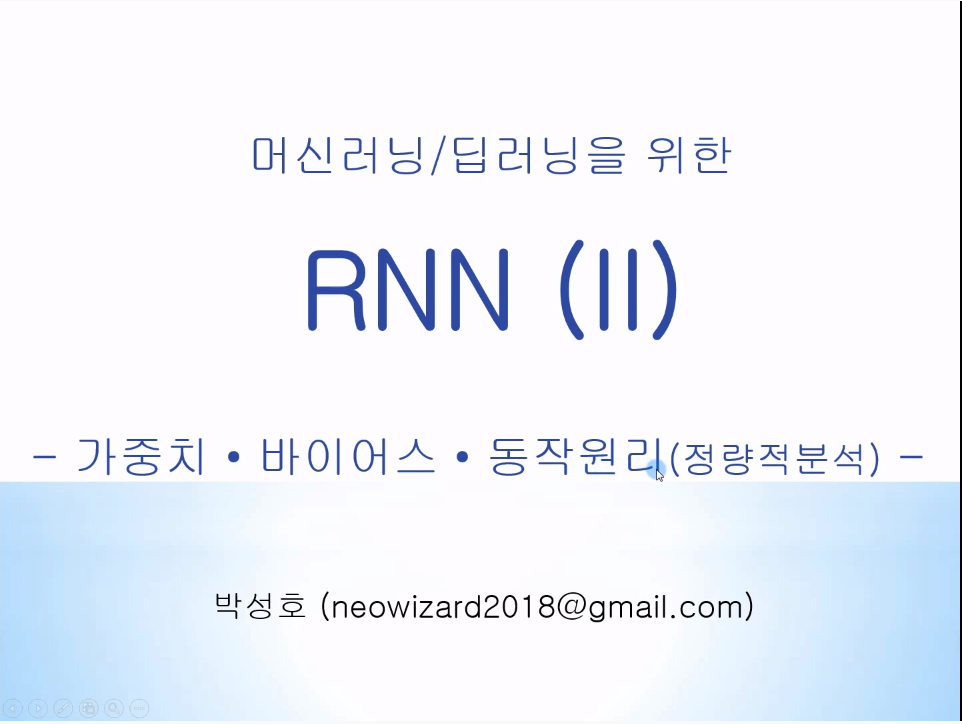 머신러닝/딥러닝을 위한
RNN (II)
- 가중치 • 바이어스 • 동작원리(정량적분석) -
박성호 (neowizard2018@gmail.com)